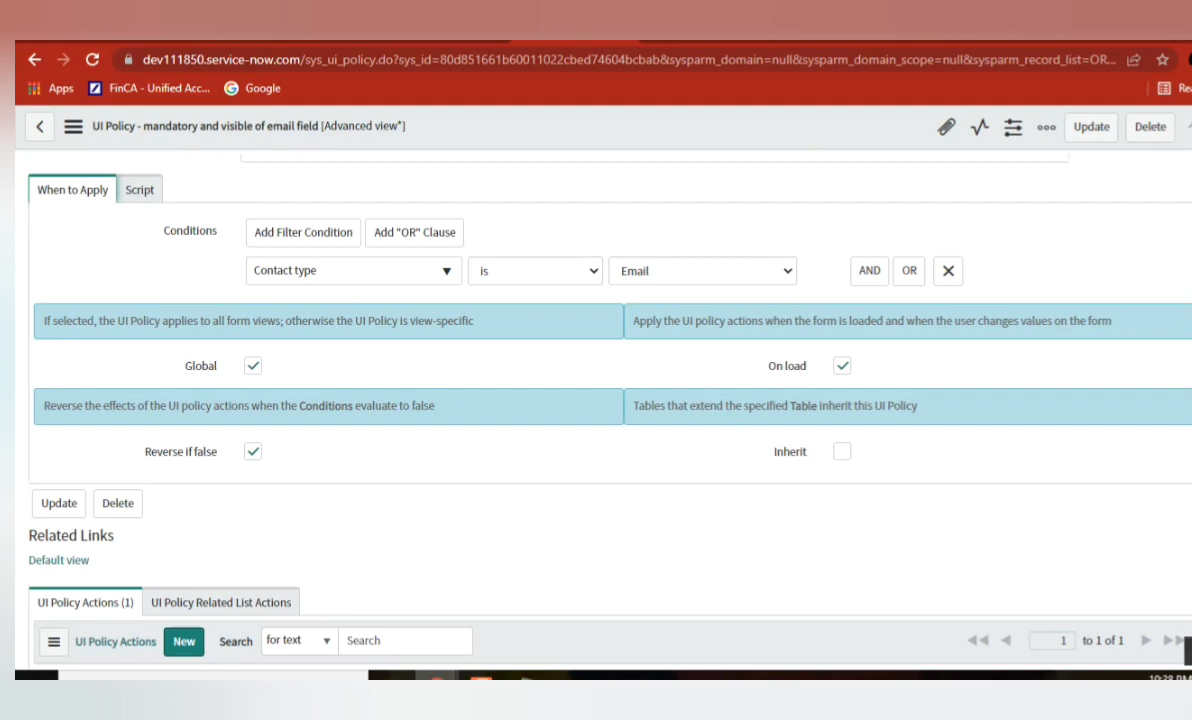 dev111850.service-now.com/sys_ui_policy.do?sys_id=80d851661b60011022cbed74604bcbab&sysparm_domain=null&sysparm_domain_scope=null&sysparm_record_list=OR...
Apps FinCA - Unified Acc... Google
UI Policy - mandatory and visible of email field [Advanced view*] Update Delete
When to Apply Script
Conditions Add Filter Condition Add "OR" Clause
Contact type is Email AND OR
If selected, the UI Policy applies to all form views; otherwise the UI Policy is view-specific Apply the UI policy actions when the form is loaded and when the user changes values on the form
Global On load
Reverse the effects of the UI policy actions when the Conditions evaluate to false Tables that extend the specified Table inherit this UI Policy
Reverse if false Inherit
Update Delete
Related Links
Default view
UI Policy Actions (1) UI Policy Related List Actions
UI Policy Actions New Search for text Search 1 to 1 of 1